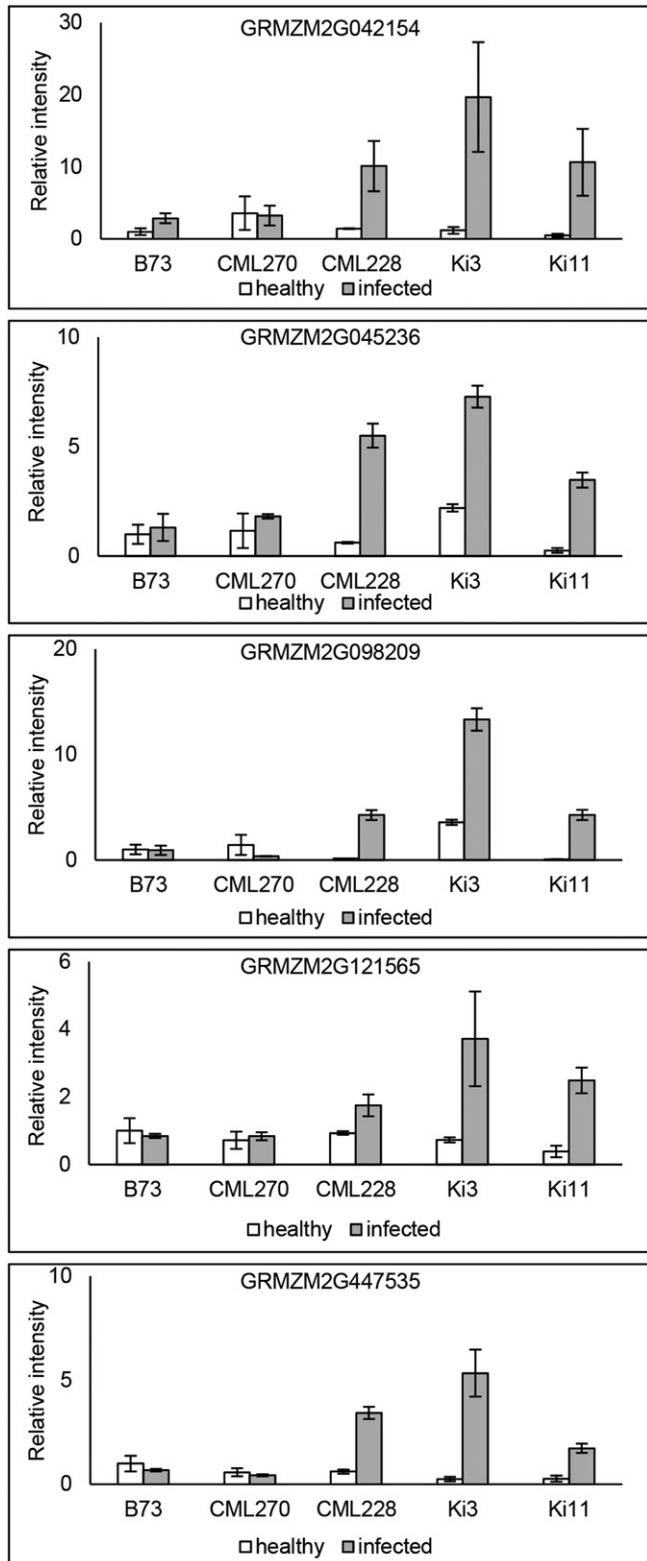 GRMZM2G042154
Relative intensity
30
20
10
0
B73 CML270 CML228 Ki3 Ki11
healthy infected
GRMZM2G045236
Relative intensity
10
5
0
B73 CML270 CML228 Ki3 Ki11
healthy infected
GRMZM2G098209
Relative intensity
20
10
0
B73 CML270 CML228 Ki3 Ki11
healthy infected
GRMZM2G121565
Relative intensity
6
4
2
0
B73 CML270 CML228 Ki3 Ki11
healthy infected
GRMZM2G447535
Relative intensity
10
5
0
B73 CML270 CML228 Ki3 Ki11
healthy infected